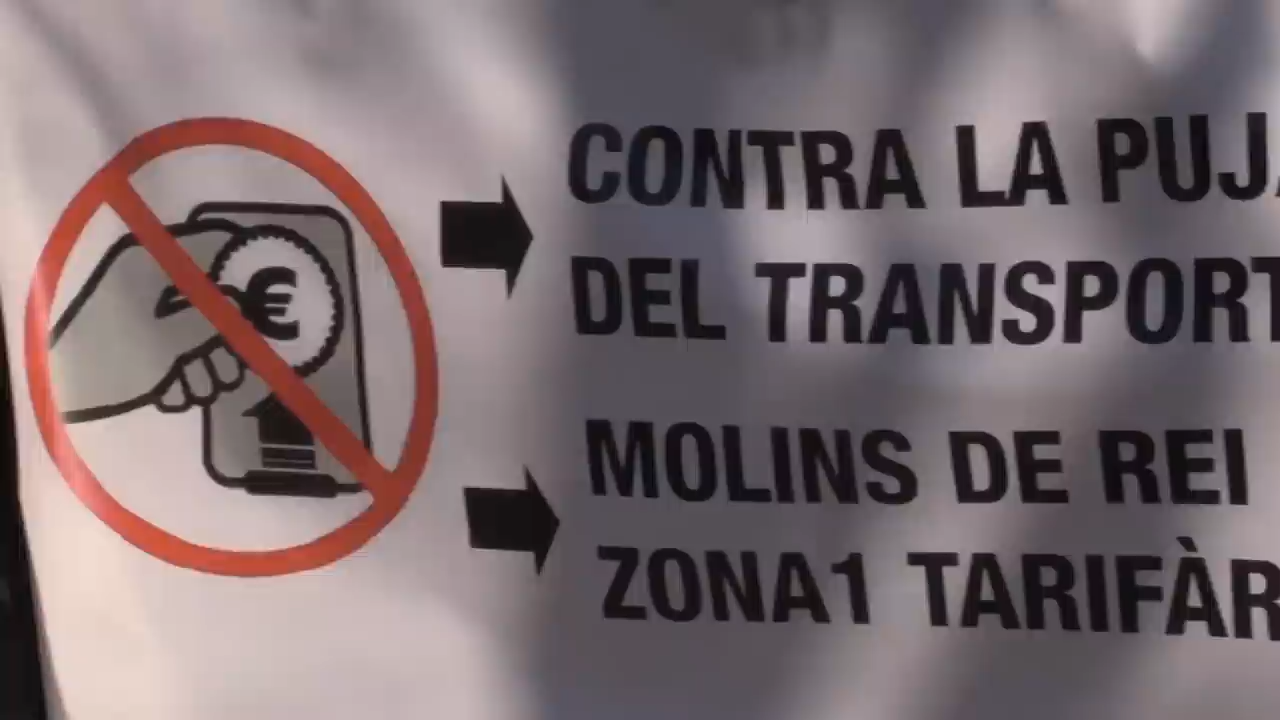 CONTRA LA PUJ
DEL TRANSPORT
MOLINS DE REI
ZONA1 TARIFÀR
€